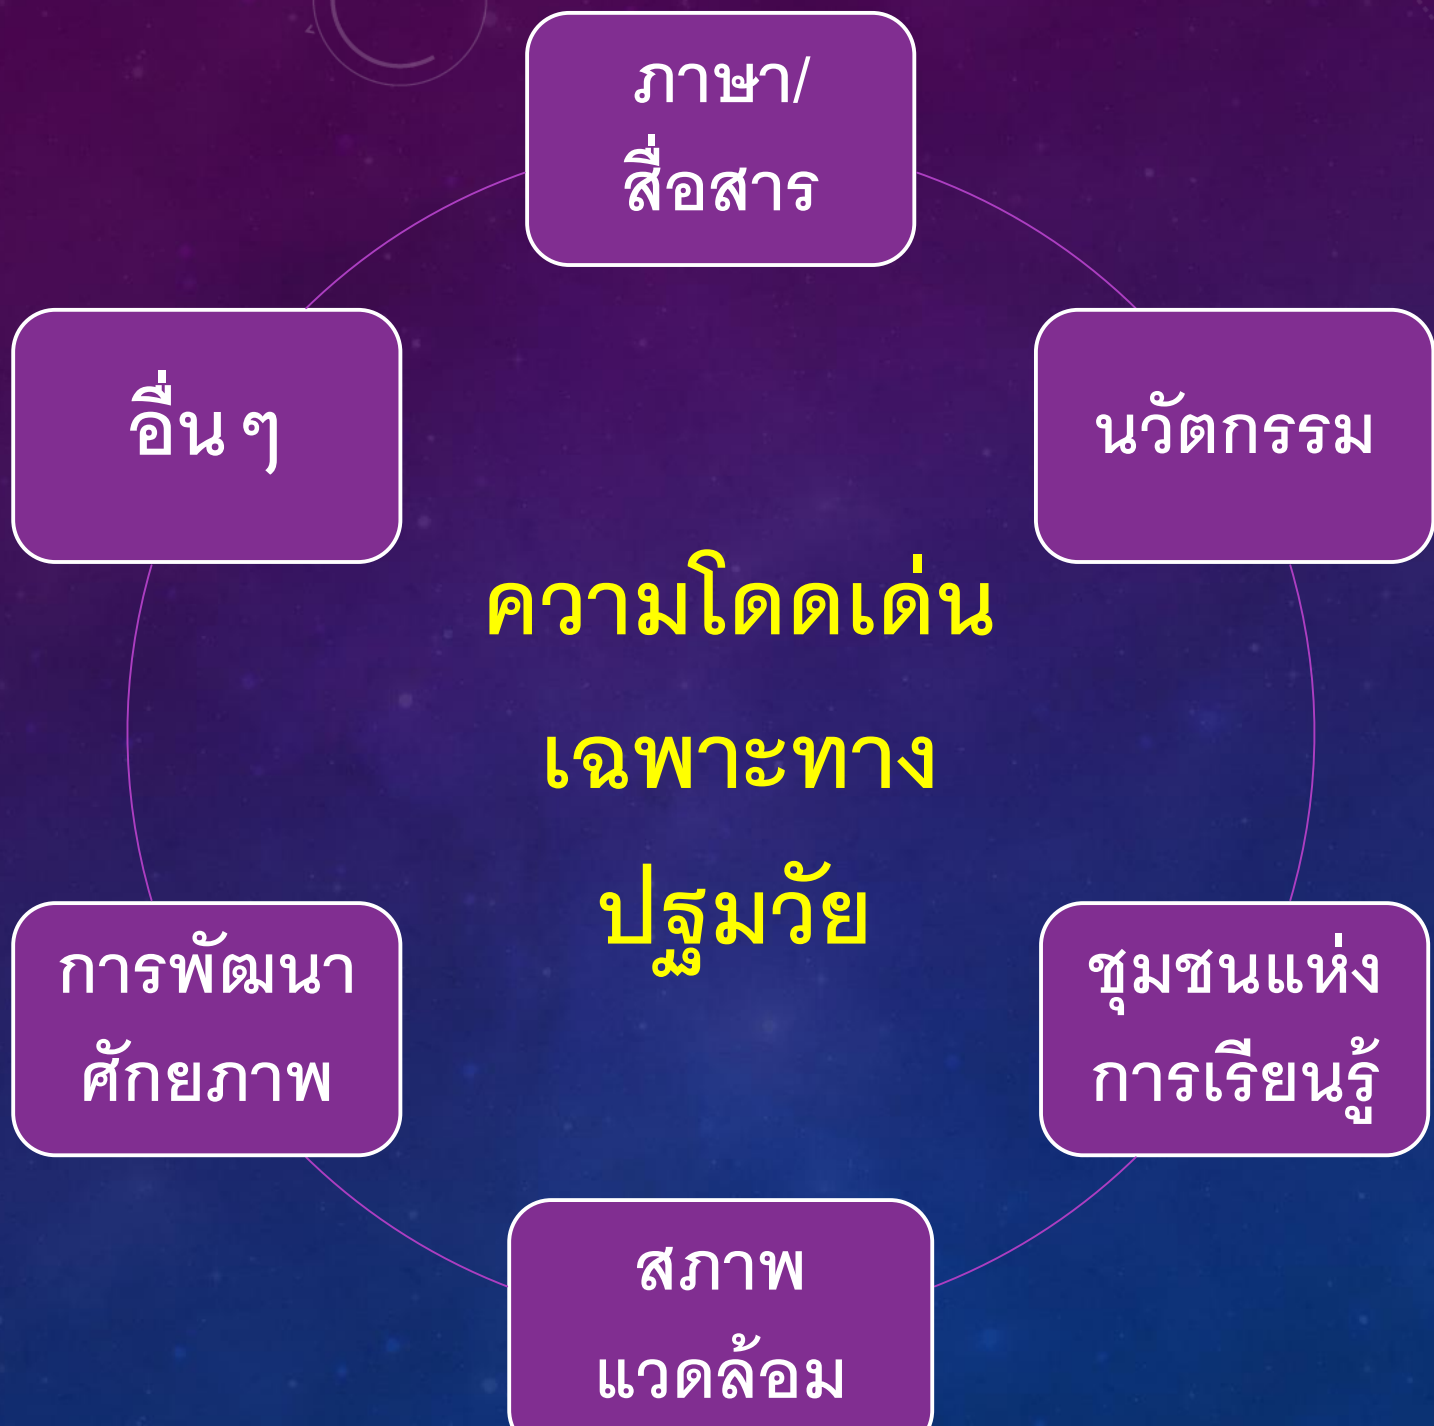 ภาษา/
สื่อสาร
อื่น ๆ
นวัตกรรม
ความโดดเด่น
เฉพาะทาง
ปฐมวัย
การพัฒนา
ศักยภาพ
ชุมชนแห่ง
การเรียนรู้
สภาพ
แวดล้อม